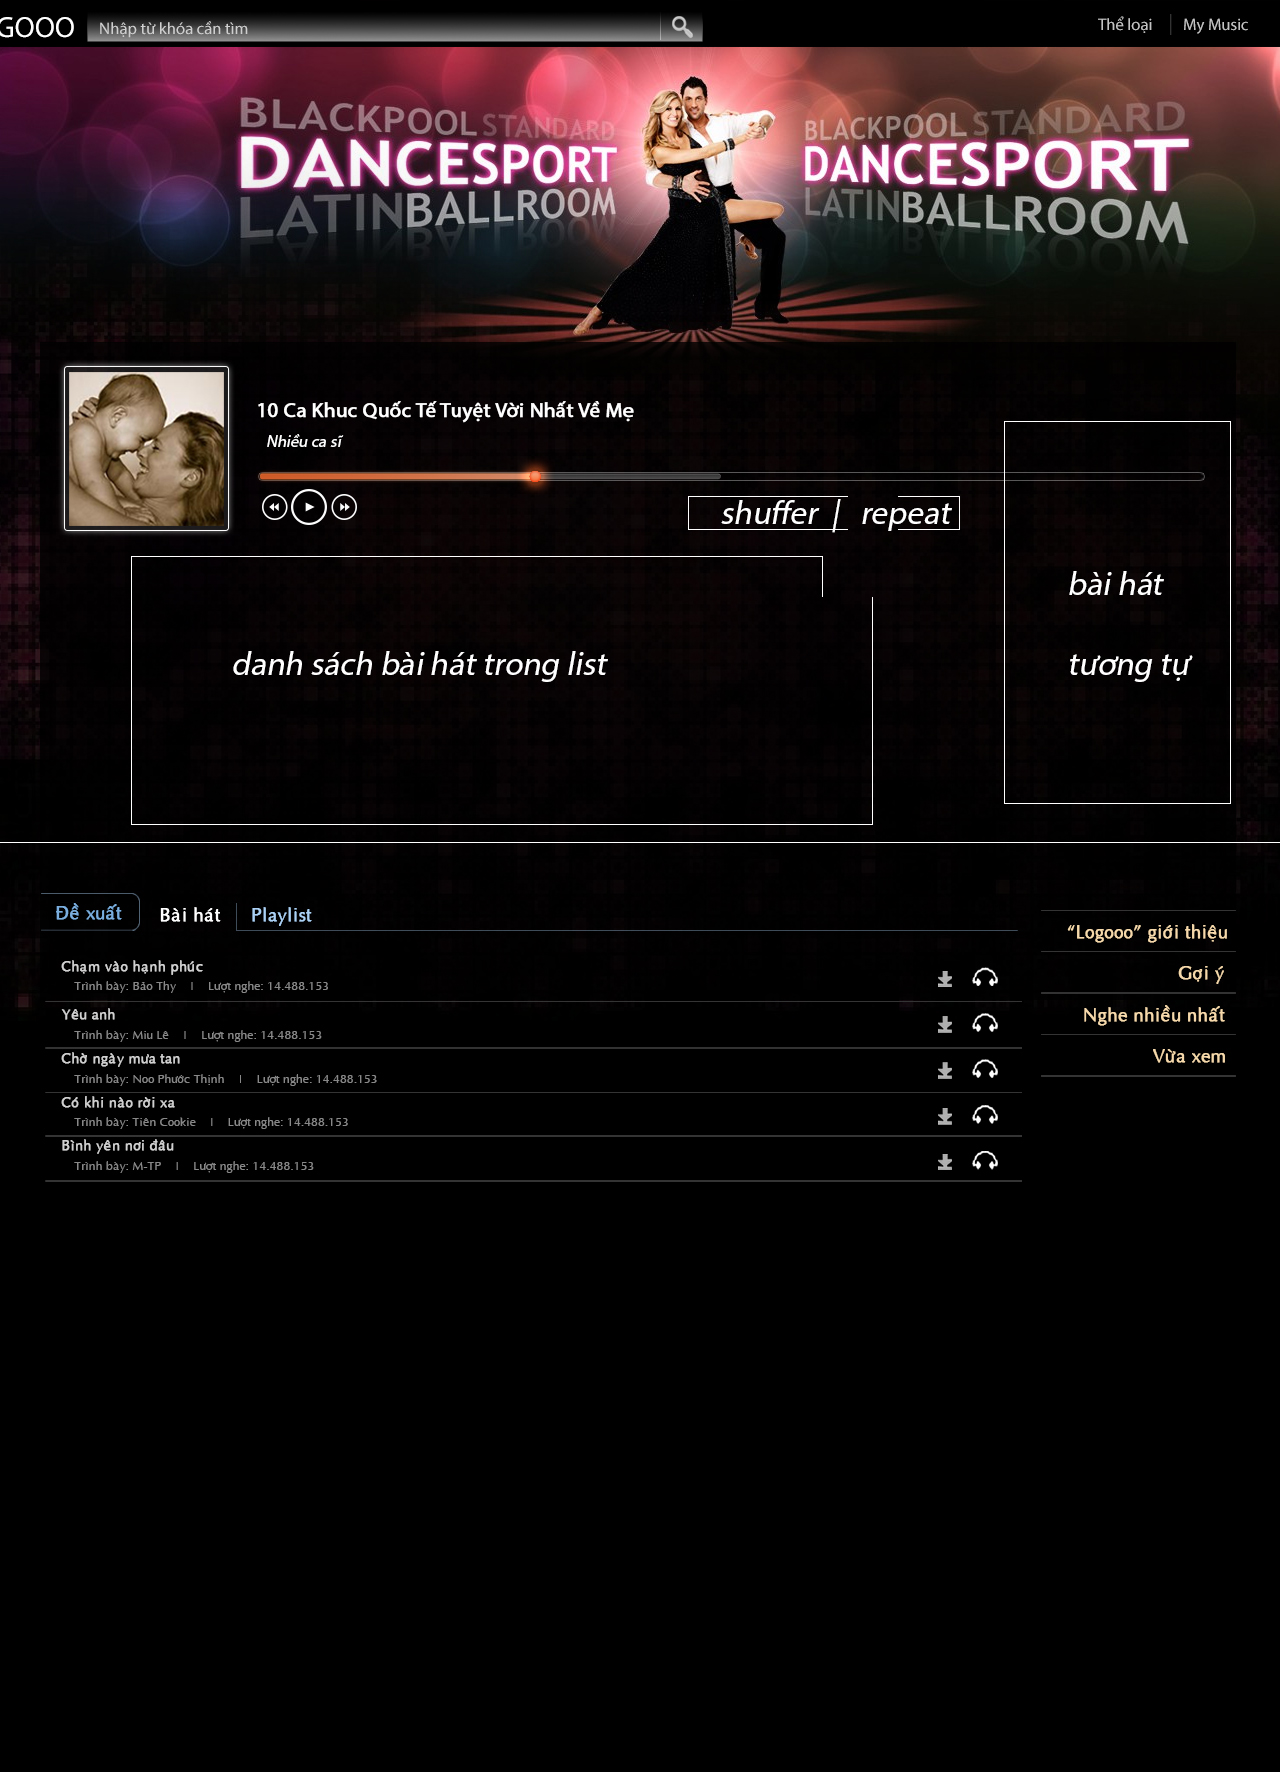 GOOO
Nhập từ khóa cần tìm
Thể loại | My Music
BLACKPOOL STANDARD
DANCESPORT
LATINBALLROOM
BLACKPOOL STANDARD
DANCESPORT
LATINBALLROOM
10 Ca Khuc Quốc Tế Tuyệt Vời Nhất Về Mẹ
Nhiều ca sĩ
shuffer / repeat
bài hát
tương tự
danh sách bài hát trong list
Đề xuất Bài hát Playlist
Chạm vào hạnh phúc
Trình bày: Bảo Thy | Lượt nghe: 14.488.153
Yêu anh
Trình bày: Miu Lê | Lượt nghe: 14.488.153
Chờ ngày mưa tan
Trình bày: Noo Phước Thịnh | Lượt nghe: 14.488.153
Có khi nào rời xa
Trình bày: Tiên Cookie | Lượt nghe: 14.488.153
Bình yên nơi đâu
Trình bày: M-TP | Lượt nghe: 14.488.153
“Logooo” giới thiệu
Gợi ý
Nghe nhiều nhất
Vừa xem